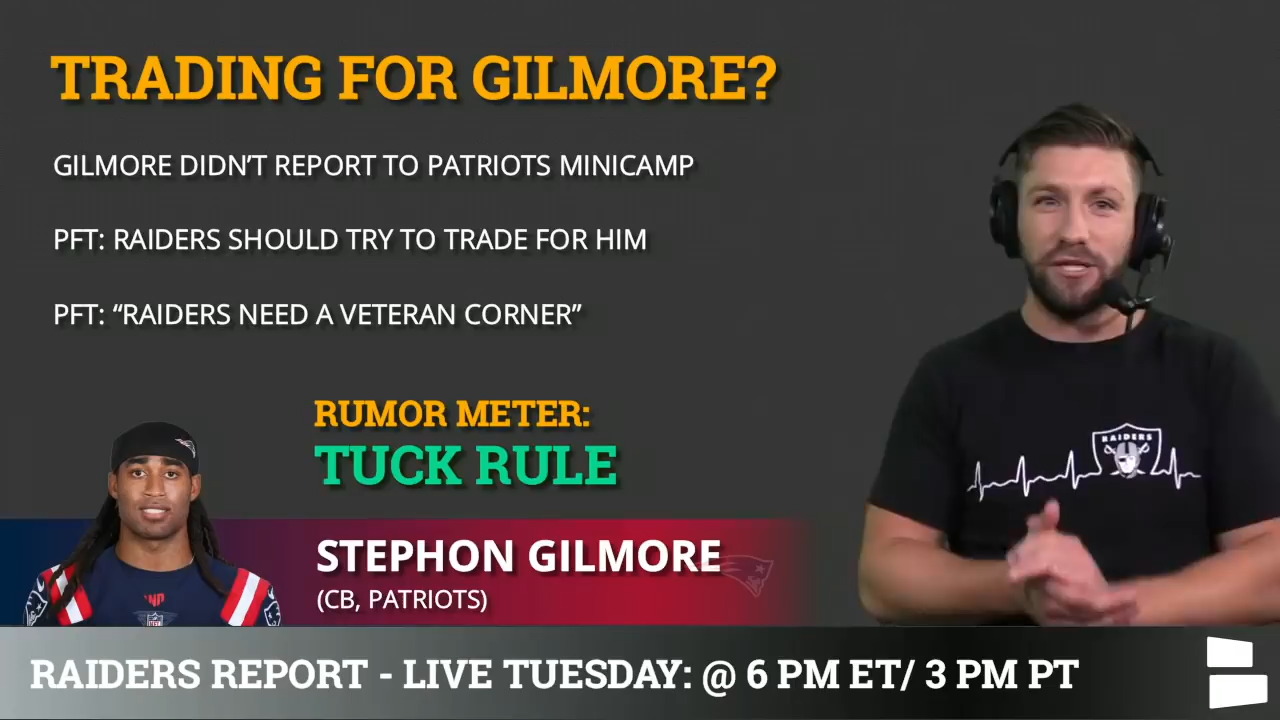 TRADING FOR GILMORE?
GILMORE DIDN'T REPORT TO PATRIOTS MINICAMP
PFT: RAIDERS SHOULD TRY TO TRADE FOR HIM
PFT: “RAIDERS NEED A VETERAN CORNER”
RUMOR METER:
TUCK RULE
STEPHON GILMORE
(CB, PATRIOTS)
RAIDERS
RAIDERS REPORT - LIVE TUESDAY: @ 6 PM ET/ 3 PM PT